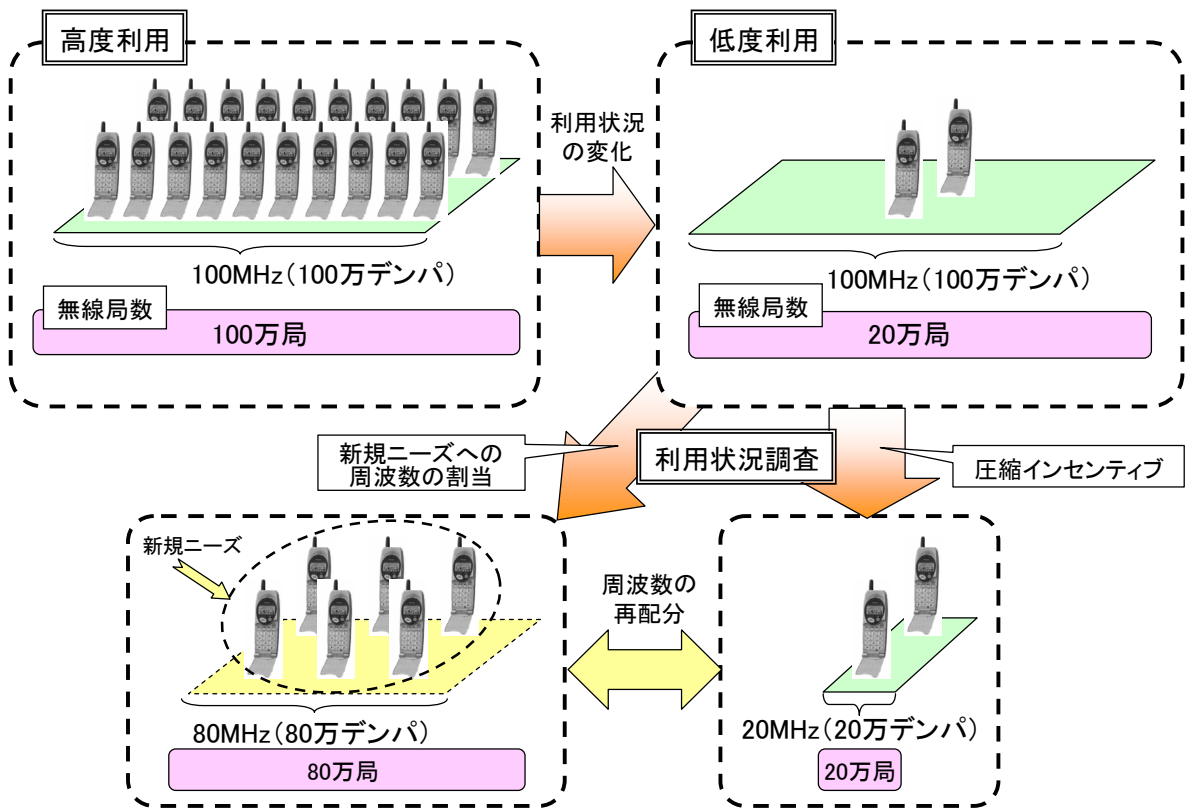 高度利用
低度利用
利用状況
の変化
100MHz(100万デンパ)
100MHz(100万デンパ)
無線局数
100万局
無線局数
20万局
新規ニーズへの
周波数の割当
利用状況調査
圧縮インセンティブ
新規ニーズ
周波数の
再配分
80MHz(80万デンパ)
80万局
20MHz(20万デンパ)
20万局